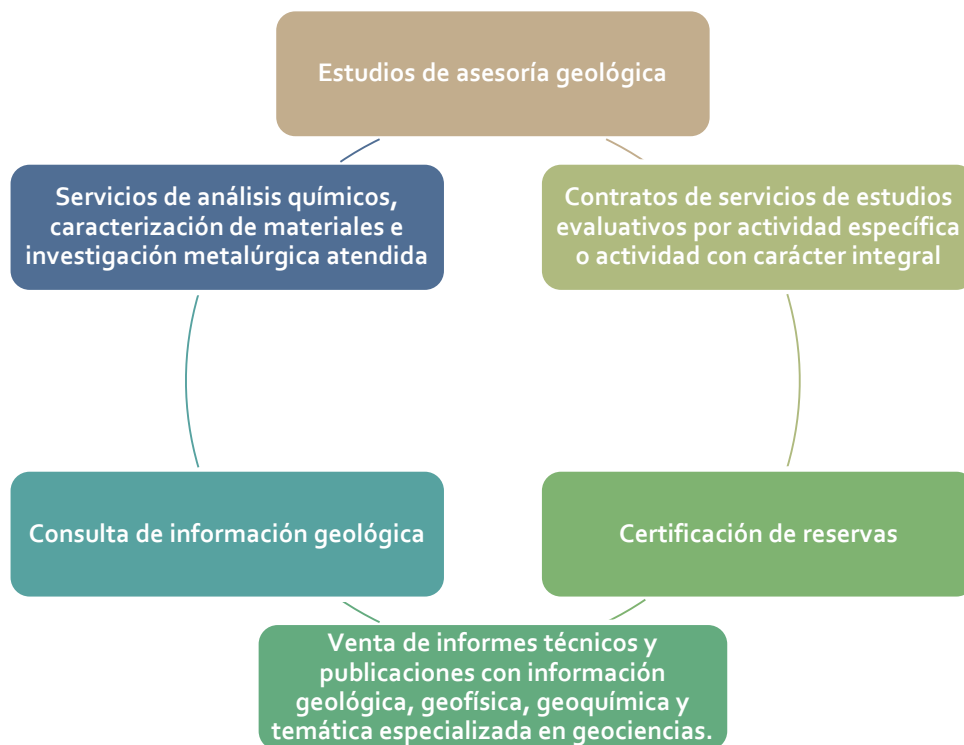 Estudios de asesoría geológica
Servicios de análisis químicos,
caracterización de materiales e
investigación metalúrgica atendida
Contratos de servicios de estudios
evaluativos por actividad específica
o actividad con carácter integral
Consulta de información geológica
Certificación de reservas
Venta de informes técnicos y
publicaciones con información
geológica, geofísica, geoquímica y
temática especializada en geociencias.